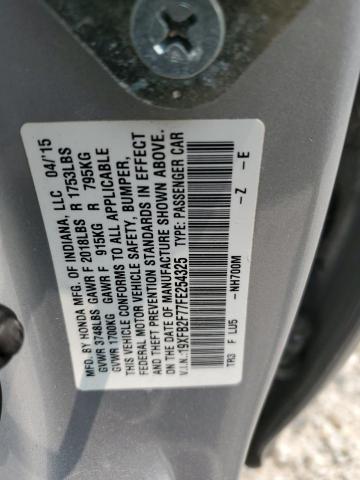 MFD. BY HONDA MFG. OF INDIANA, LLC 04/'15
GVWR 3748LBS GAWR F 2018LBS R 1753LBS
GVWR 1700KG GAWR F 915KG R 795KG
THIS VEHICLE CONFORMS TO ALL APPLICABLE
FEDERAL MOTOR VEHICLE SAFETY, BUMPER,
AND THEFT PREVENTION STANDARDS IN EFFECT
ON THE DATE OF MANUFACTURE SHOWN ABOVE.
V.I.N.:19XFB2F77FE254325 TYPE: PASSENGER CAR
-NH700M -Z -E
TR3 F LU5